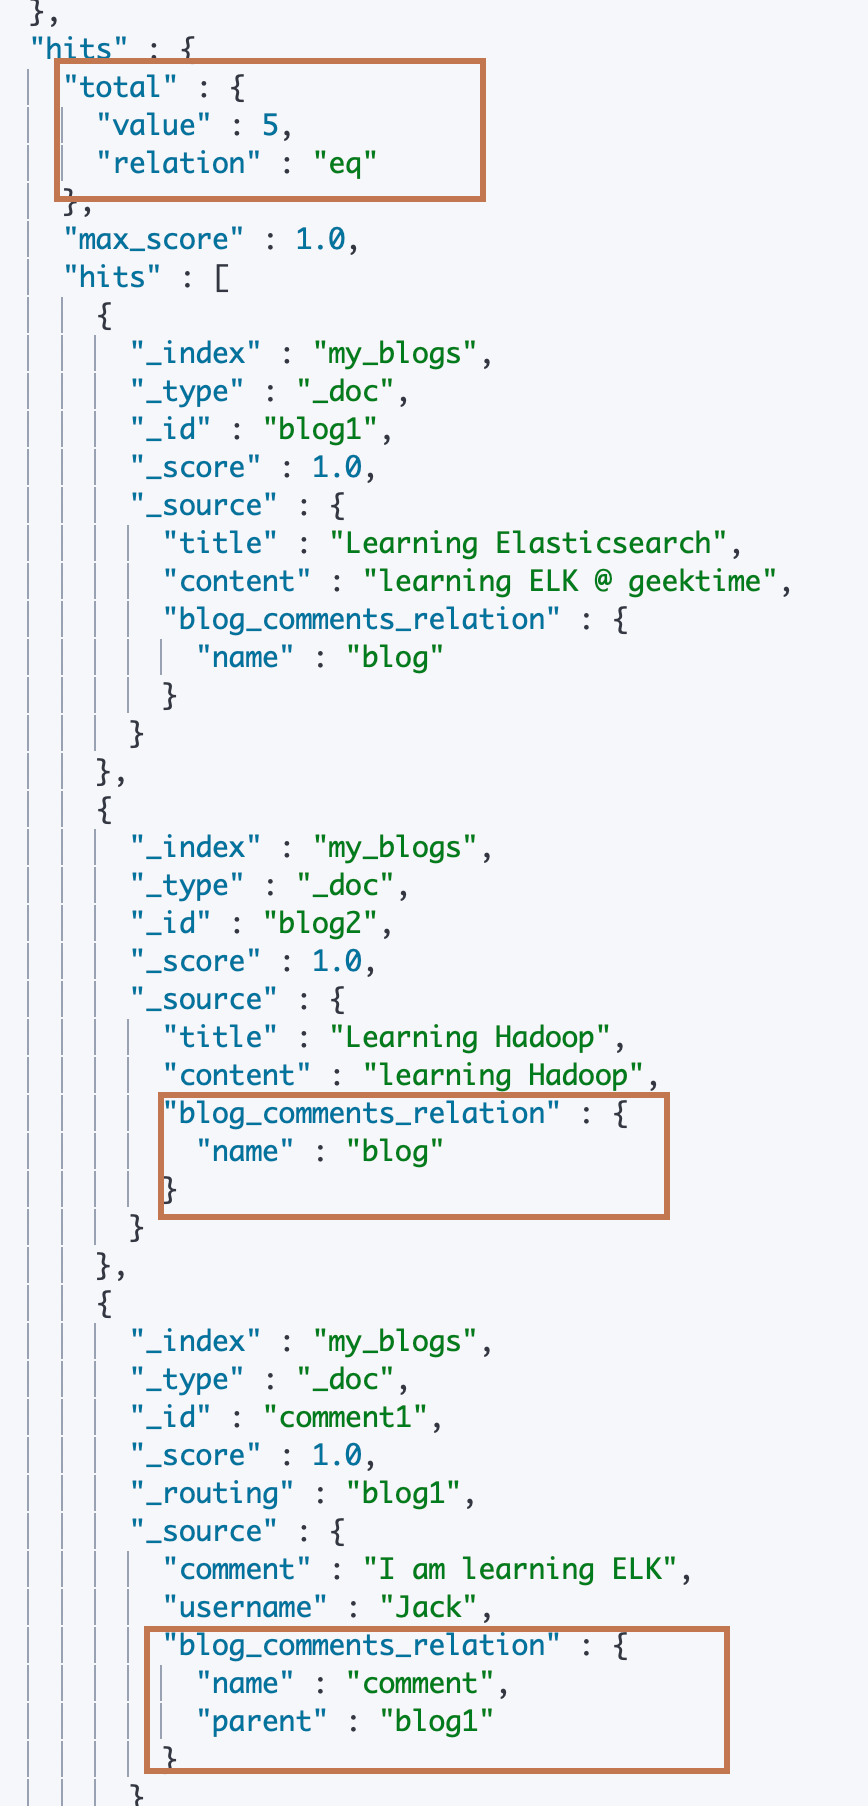 },
"hits" : {
"total" : {
"value" : 5,
"relation" : "eq"
},
"max_score" : 1.0,
"hits" : [
{
"_index" : "my_blogs",
"_type" : "_doc",
"_id" : "blog1",
"_score" : 1.0,
"_source" : {
"title" : "Learning Elasticsearch",
"content" : "learning ELK @ geektime",
"blog_comments_relation" : {
"name" : "blog"
}
}
},
{
"_index" : "my_blogs",
"_type" : "_doc",
"_id" : "blog2",
"_score" : 1.0,
"_source" : {
"title" : "Learning Hadoop",
"content" : "learning Hadoop",
"blog_comments_relation" : {
"name" : "blog"
}
}
},
{
"_index" : "my_blogs",
"_type" : "_doc",
"_id" : "comment1",
"_score" : 1.0,
"_routing" : "blog1",
"_source" : {
"comment" : "I am learning ELK",
"username" : "Jack",
"blog_comments_relation" : {
"name" : "comment",
"parent" : "blog1"
}
}